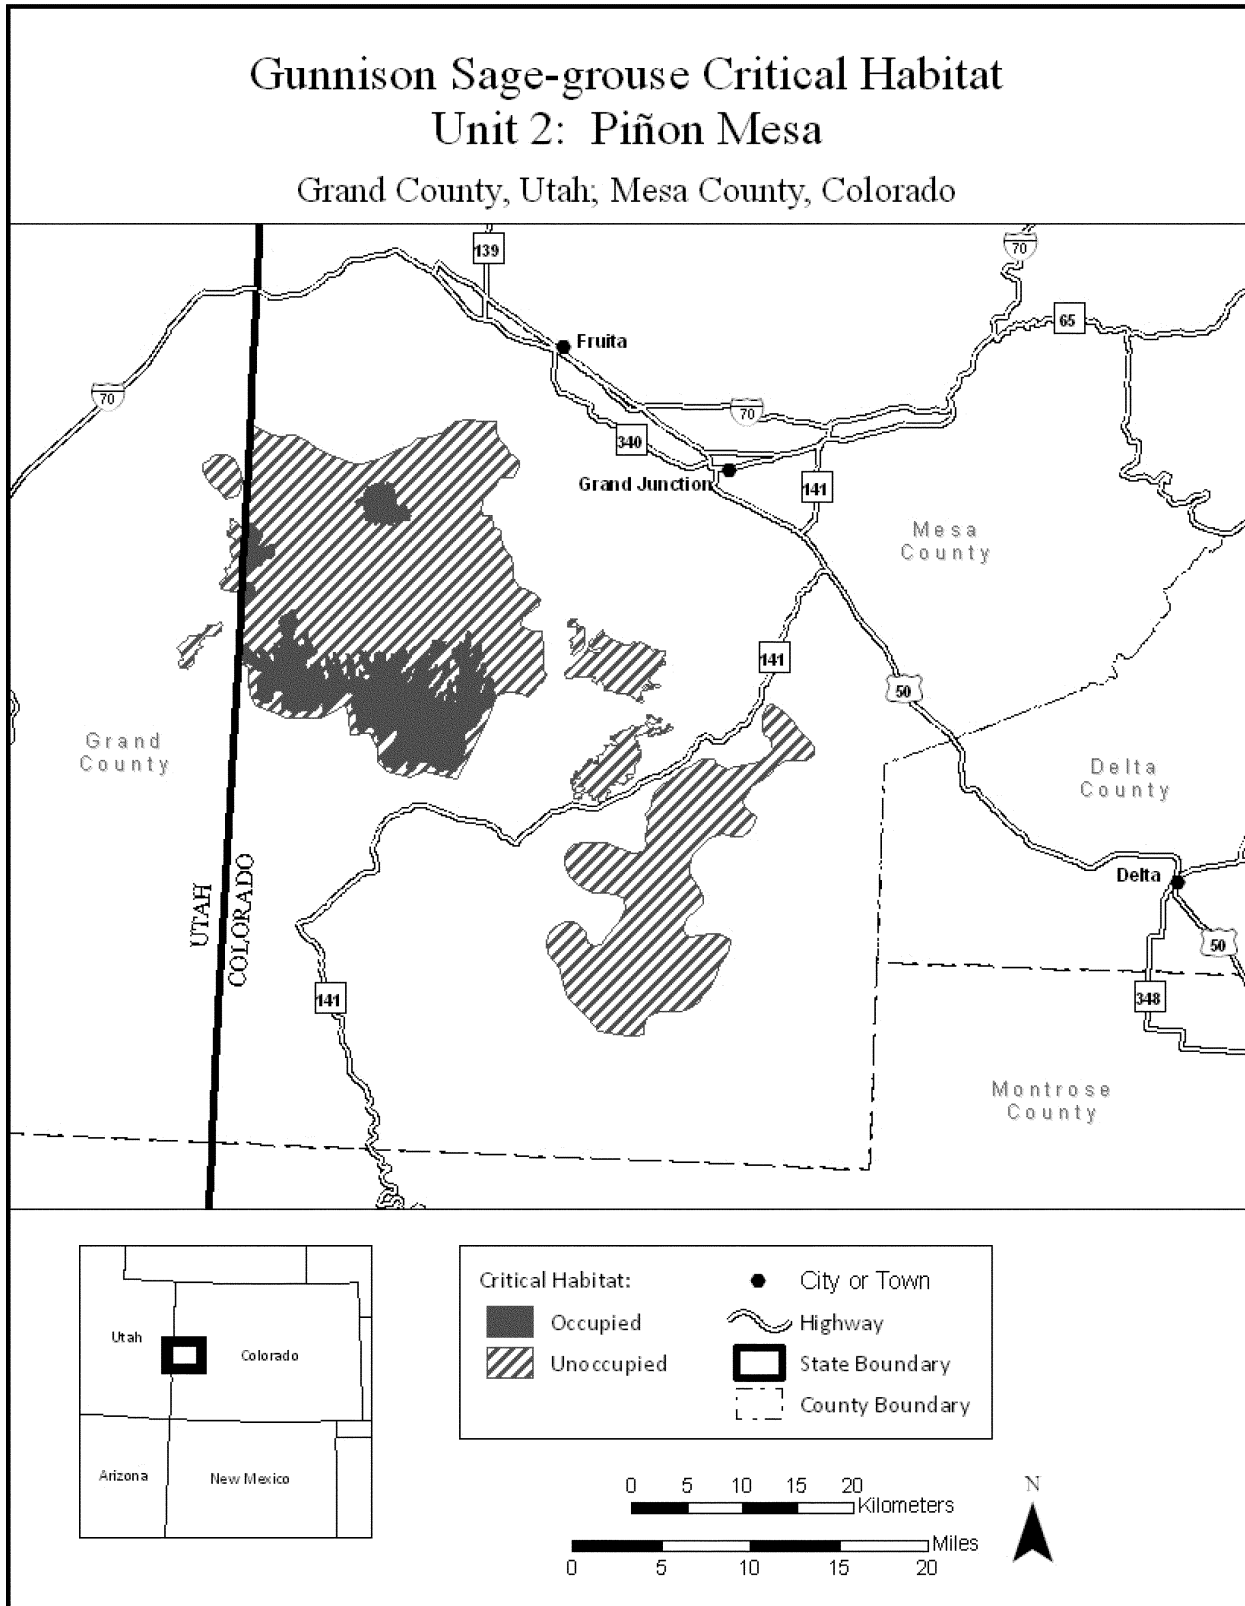 Gunnison Sage-grouse Critical Habitat
Unit 2: Piñon Mesa
Grand County, Utah; Mesa County, Colorado
139
70
65
Fruita
70
70
340
Grand Junction
141
Mesa
County
141
50
Grand
County
Delta
County
Delta
UTAH
COLORADO
50
141
348
Montrose
County
Utah
Colorado
Arizona
New Mexico
Critical Habitat:
Occupied
Unoccupied
City or Town
Highway
State Boundary
County Boundary
0 5 10 15 20
Kilometers
Miles
0 5 10 15 20
N